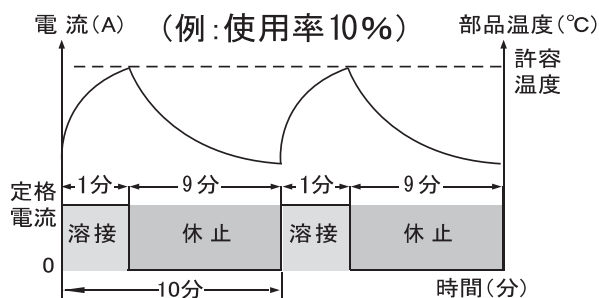 電流(A)
(例:使用率10%)
部品温度(℃)
許容
温度
1分
9分
1分
9分
定格
電流
溶接
休止
溶接
休止
0
10分
時間(分)